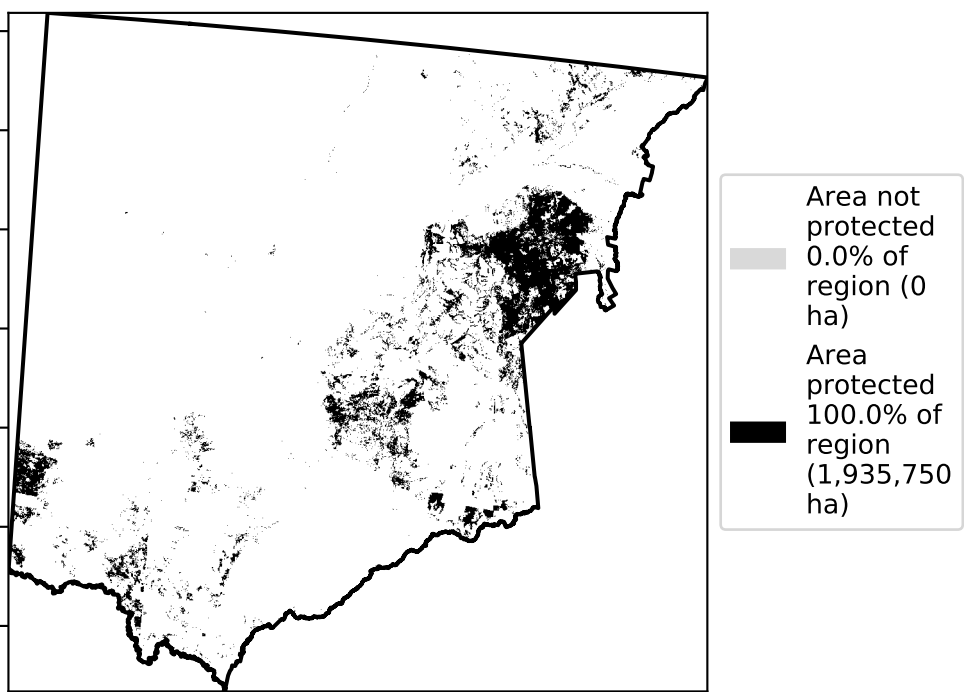 Area not
protected
0.0% of
region (0
ha)
Area
protected
100.0% of
region
(1,935,750
ha)